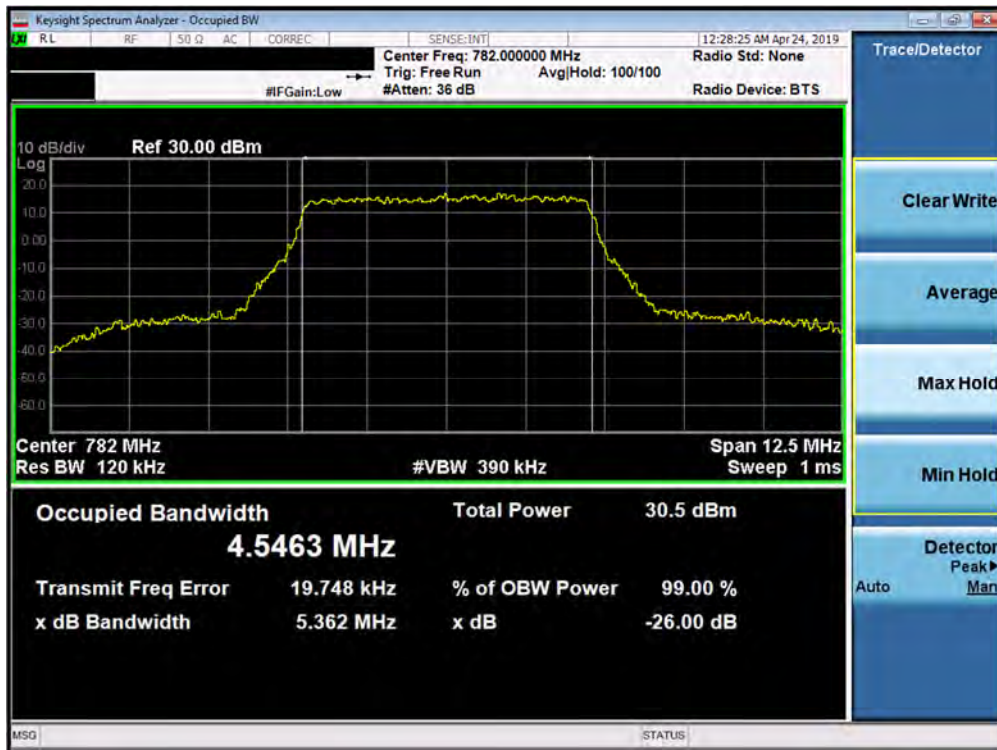 Keysight Spectrum Analyzer - Occupied BW
RL RF 50 Ω AC CORREC SENSE:INT 12:28:25 AM Apr 24, 2019
Center Freq: 782.000000 MHz Radio Std: None
Trig: Free Run Avg|Hold: 100/100
#IFGain:Low #Atten: 36 dB Radio Device: BTS
10 dB/div Ref 30.00 dBm
Log
20.0
10.0
0.00
-10.0
-20.0
-30.0
-40.0
-50.0
-60.0
Center 782 MHz Span 12.5 MHz
Res BW 120 kHz #VBW 390 kHz Sweep 1 ms
Occupied Bandwidth Total Power 30.5 dBm
4.5463 MHz
Transmit Freq Error 19.748 kHz % of OBW Power 99.00 %
x dB Bandwidth 5.362 MHz x dB -26.00 dB
MSG STATUS
Trace/Detector
Clear Write
Average
Max Hold
Min Hold
Detector
Peak▶
Auto Man